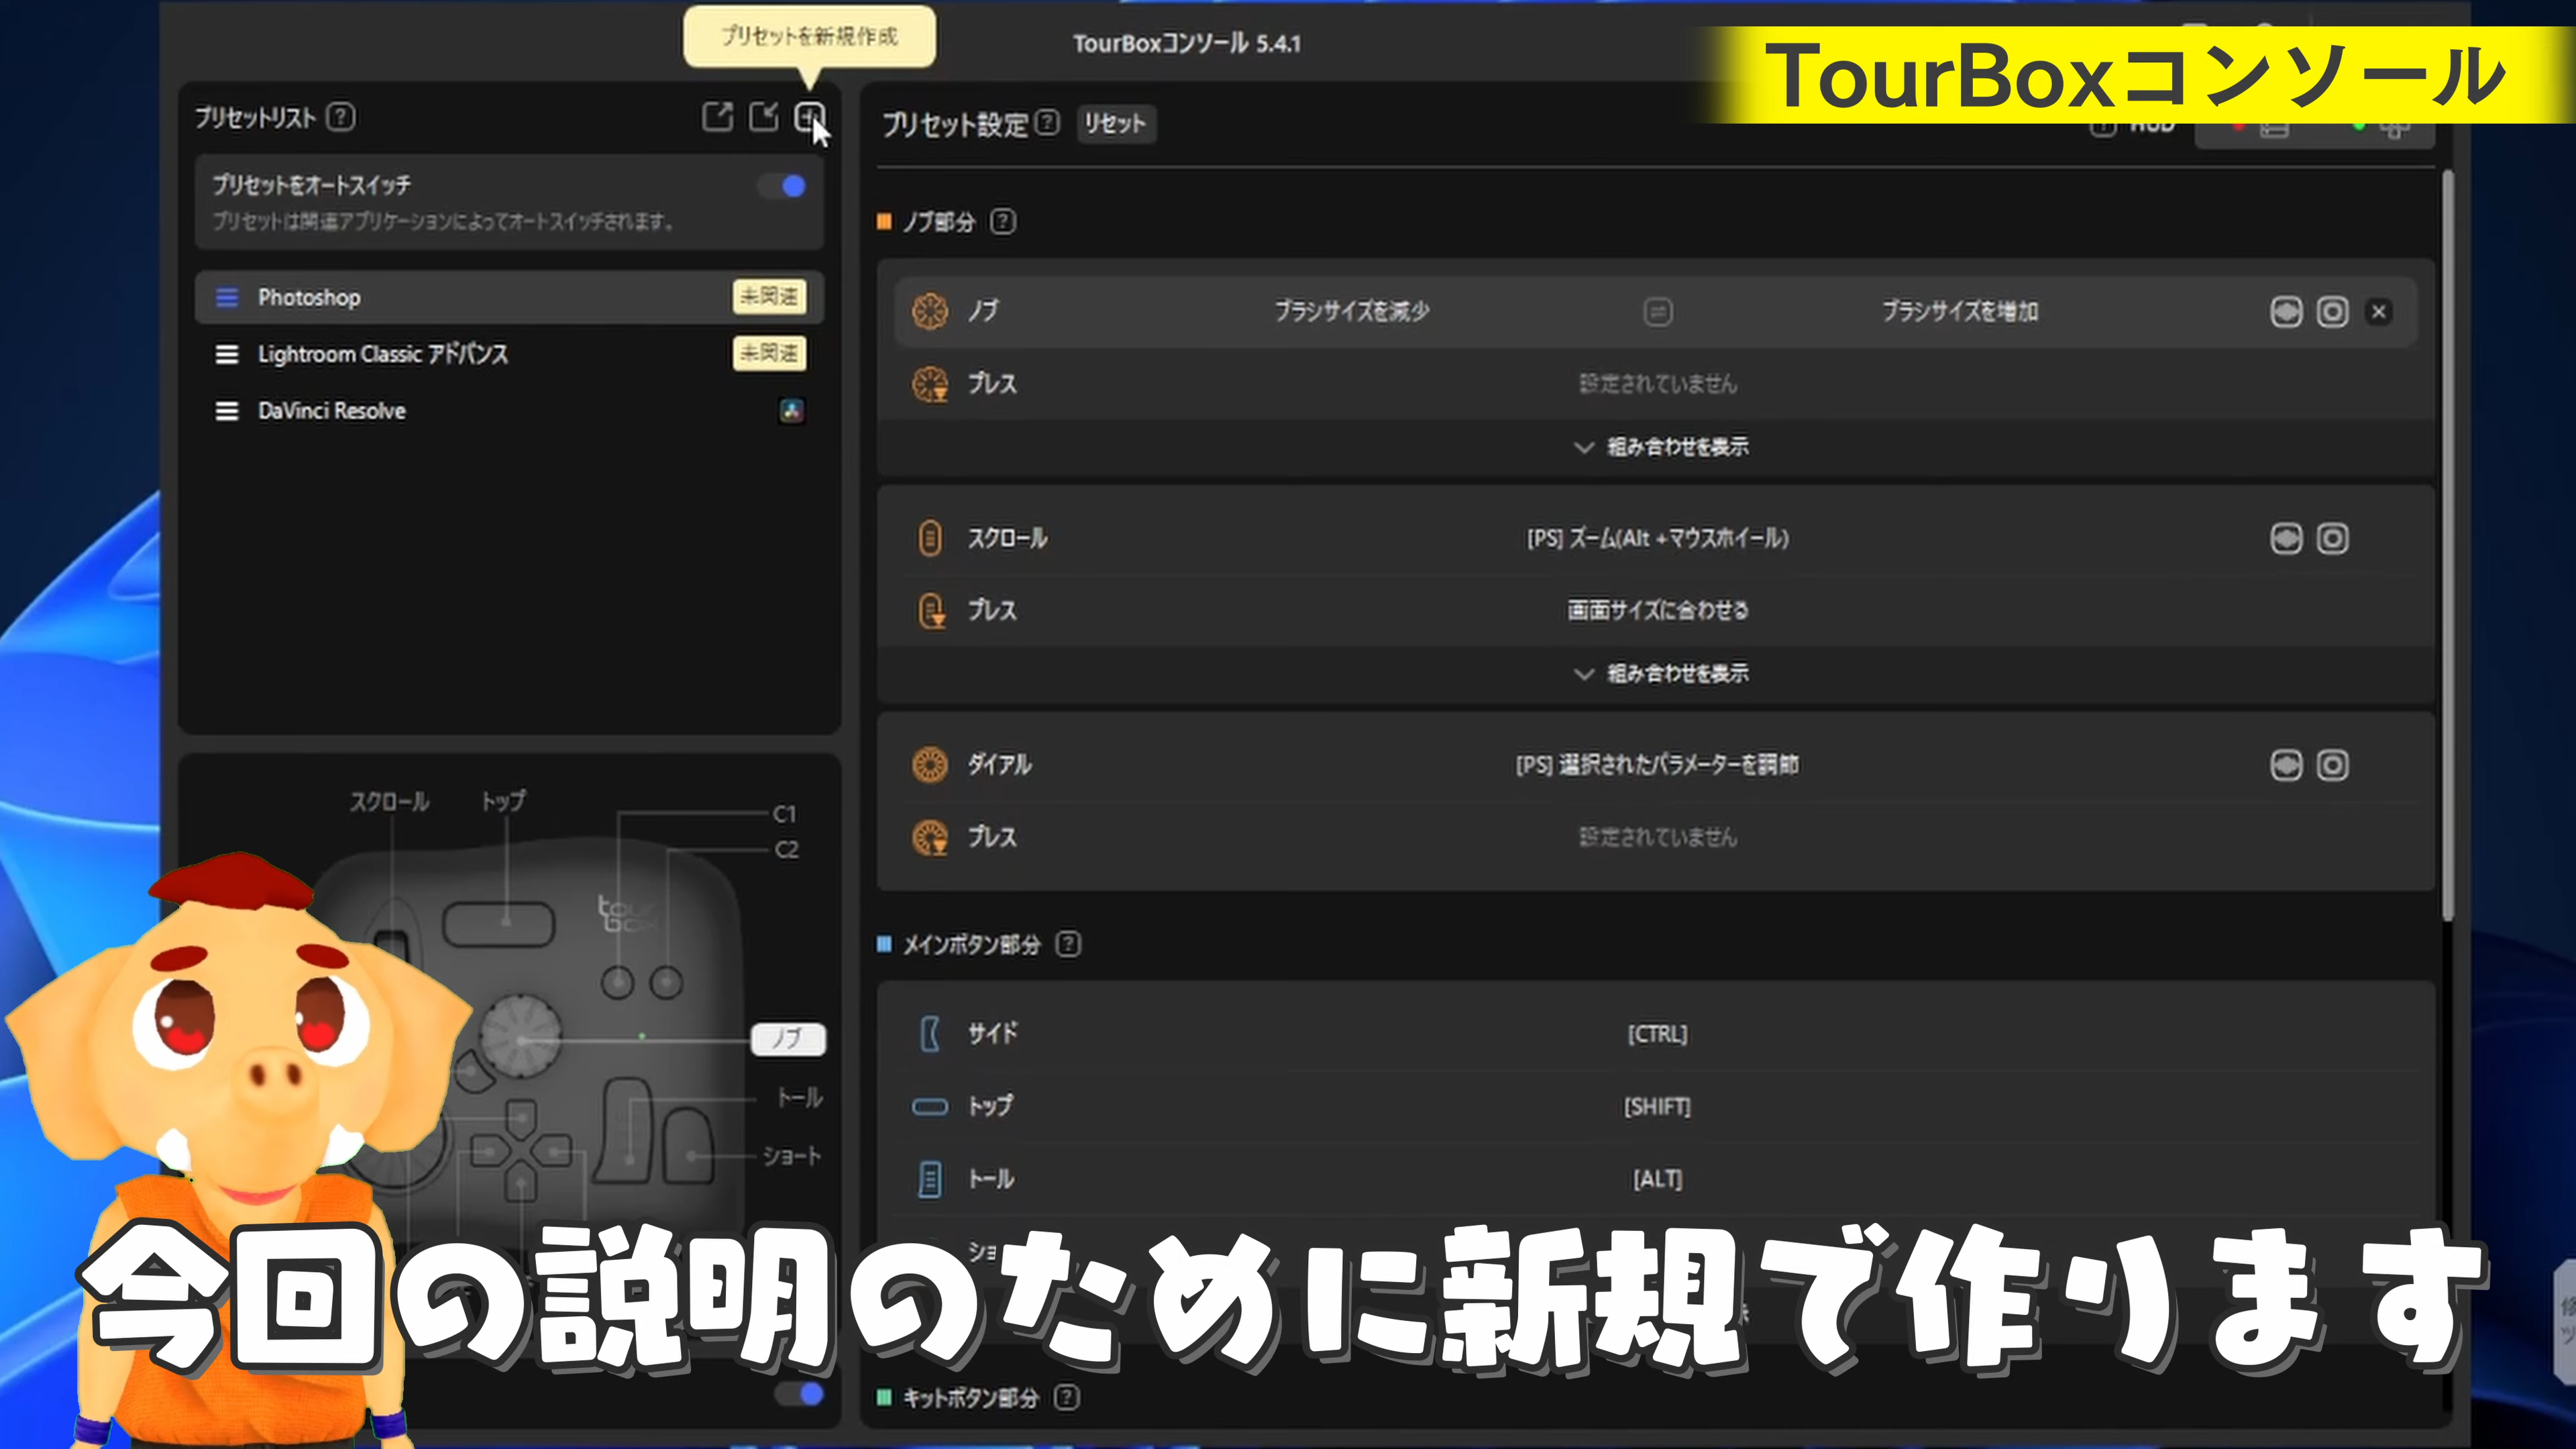 プリセットを新規作成
TourBoxコンソール 5.4.1
TourBoxコンソール
プリセットリスト ?
プリセットをオートスイッチ
プリセットは関連アプリケーションによってオートスイッチされます。
Photoshop 未関連
Lightroom Classic アドバンス 未関連
DaVinci Resolve
プリセット設定 ? リセット
? HUD
ノブ部分 ?
ノブ ブラシサイズを減少 ブラシサイズを増加
プレス 設定されていません
組み合わせを表示
スクロール [PS] ズーム(Alt +マウスホイール)
プレス 画面サイズに合わせる
組み合わせを表示
ダイアル [PS] 選択されたパラメーターを調節
プレス 設定されていません
メインボタン部分 ?
サイド [CTRL]
トップ [SHIFT]
トール [ALT]
キットボタン部分 ?
スクロール トップ
C1
C2
tour
box
ノブ
トール
ショート
今回の説明のために新規で作ります